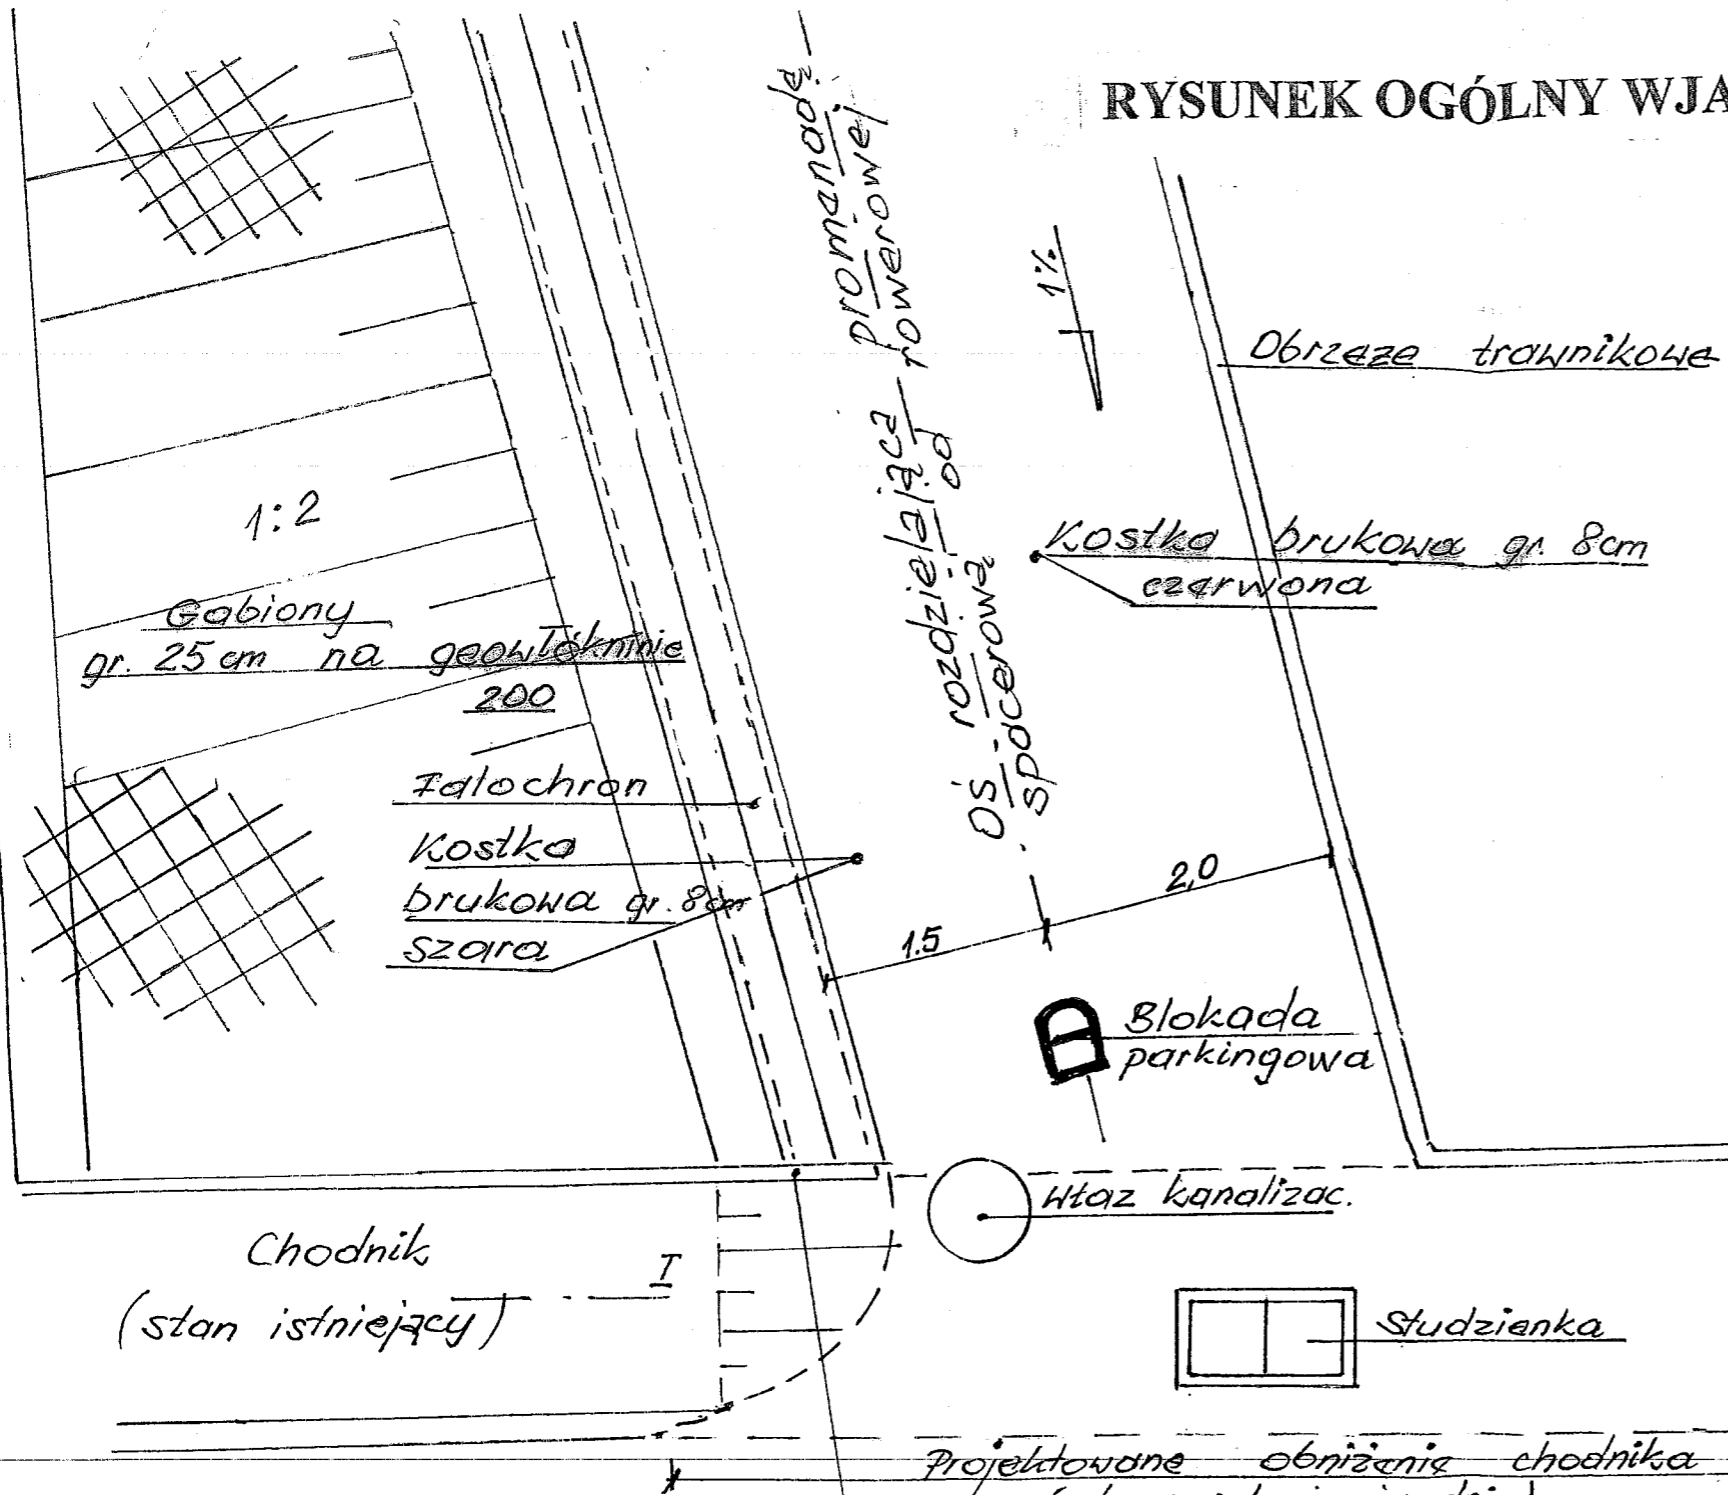 RYSUNEK OGÓLNY WJA
Oś rozdzielająca promenadę
spacerową od rowerowej
1%
Obrzeże trawnikowe
1:2
Kostka brukowa gr. 8cm
czerwona
Gabiony
gr. 25 cm na geowłókninie
200
Falochron
Kostka
brukowa gr. 8cm
szara
1.5
2,0
Blokada
parkingowa
Właz kanalizac.
Chodnik
(stan istniejący)
I
Studzienka
Projektowane obniżenie chodnika